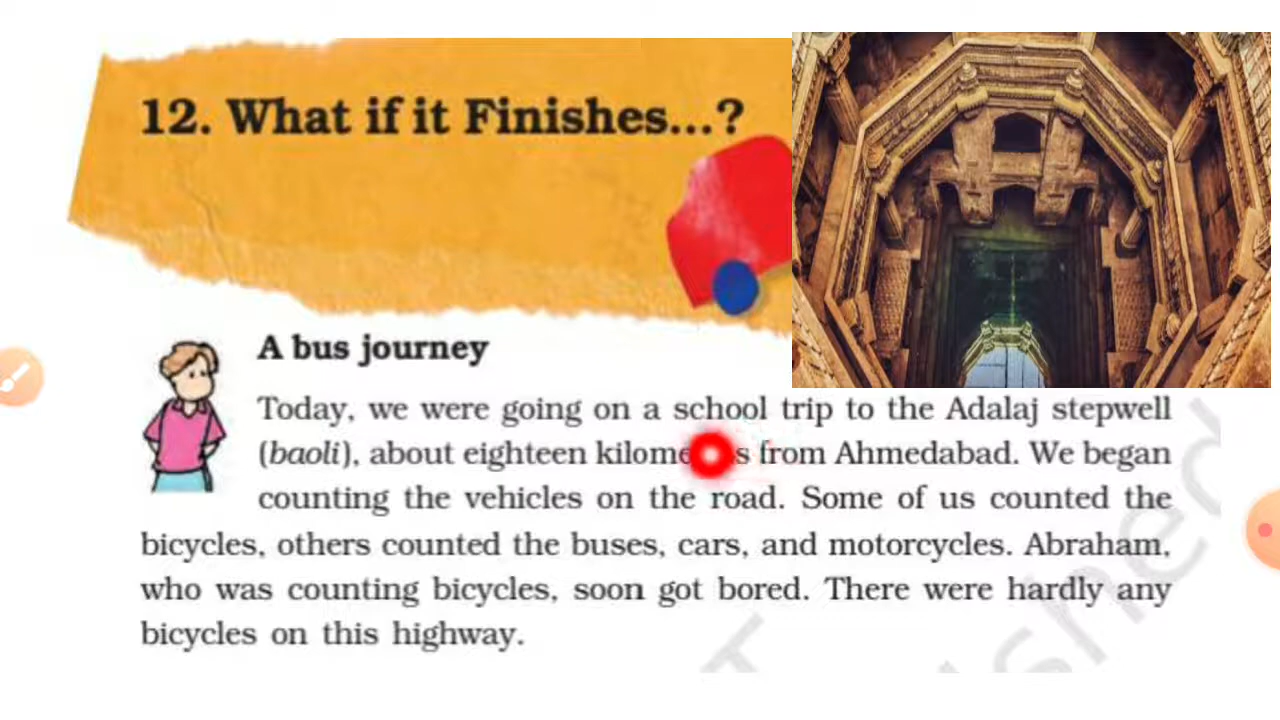 12. What if it Finishes...?
A bus journey
Today, we were going on a school trip to the Adalaj stepwell
(baoli), about eighteen kilome s from Ahmedabad. We began
counting the vehicles on the road. Some of us counted the
bicycles, others counted the buses, cars, and motorcycles. Abraham,
who was counting bicycles, soon got bored. There were hardly any
bicycles on this highway.